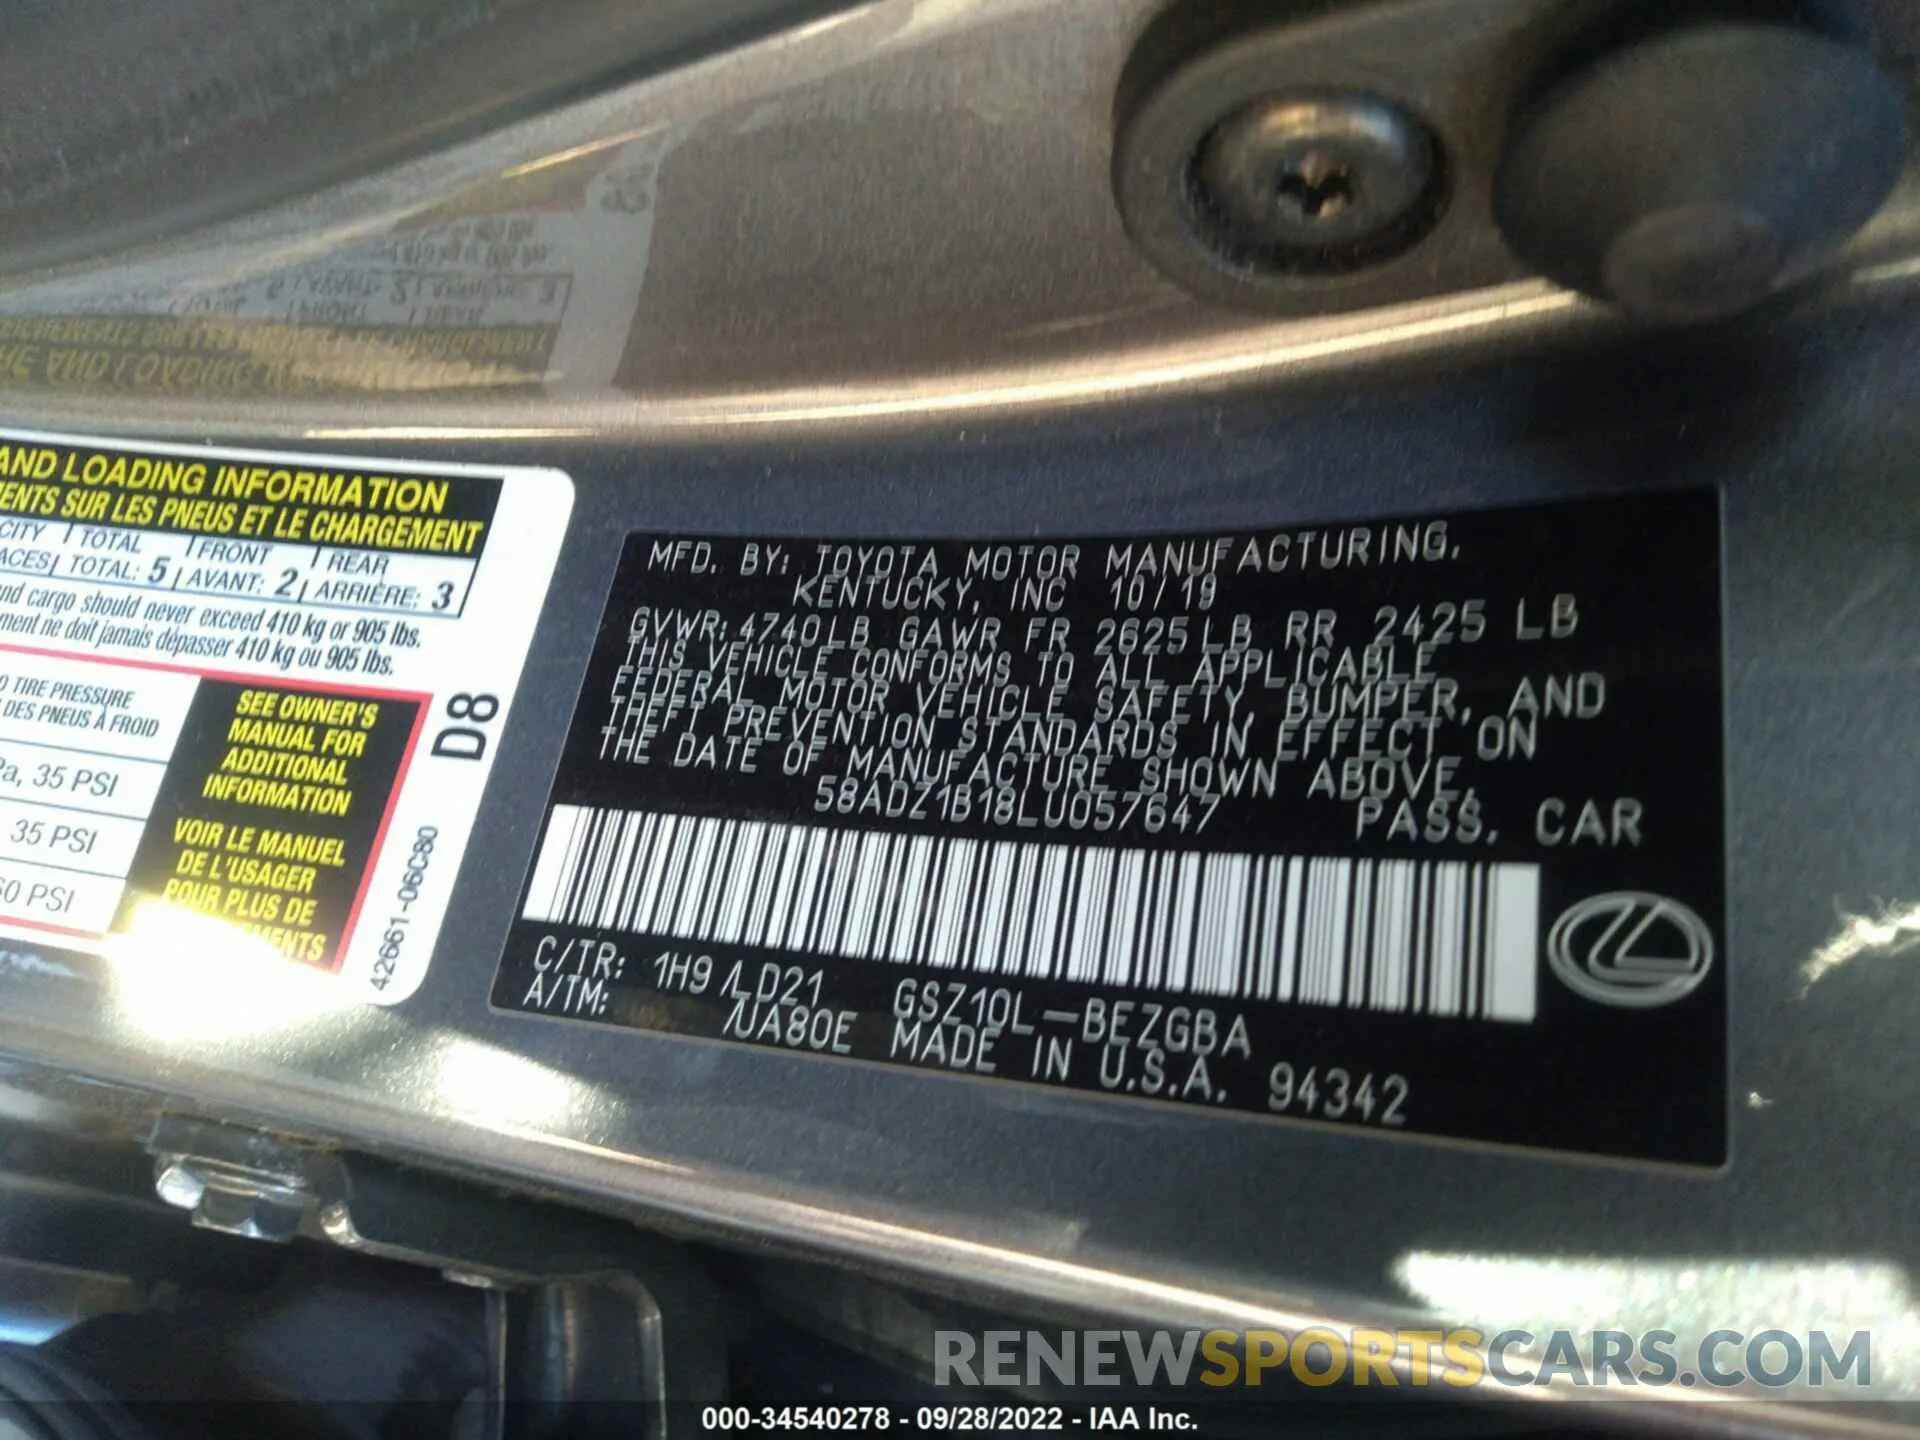 AND LOADING INFORMATION
MENTS SUR LES PNEUS ET LE CHARGEMENT
CITY TOTAL FRONT REAR
ACES TOTAL: 5 AVANT: 2 ARRIÈRE: 3
nd cargo should never exceed 410 kg or 905 lbs.
ment ne doit jamais dépasser 410 kg ou 905 lbs.
TIRE PRESSURE
DES PNEUS À FROID
Pa, 35 PSI
35 PSI
60 PSI
SEE OWNER'S
MANUAL FOR
ADDITIONAL
INFORMATION
VOIR LE MANUEL
DE L'USAGER
POUR PLUS DE
MENTS
D8
42661-06C80
MFD. BY: TOYOTA MOTOR MANUFACTURING,
KENTUCKY, INC 10/19
GVWR: 4740LB GAWR FR 2625LB RR 2425 LB
THIS VEHICLE CONFORMS TO ALL APPLICABLE
FEDERAL MOTOR VEHICLE SAFETY, BUMPER, AND
THEFT PREVENTION STANDARDS IN EFFECT ON
THE DATE OF MANUFACTURE SHOWN ABOVE.
58ADZ1B18LU057647 PASS. CAR
C/TR: 1H9/LD21 GSZ10L-BEZGBA
A/TM: /UA80E MADE IN U.S.A. 94342
RENEWSPORTSCARS.COM
000-34540278 - 09/28/2022 - IAA Inc.